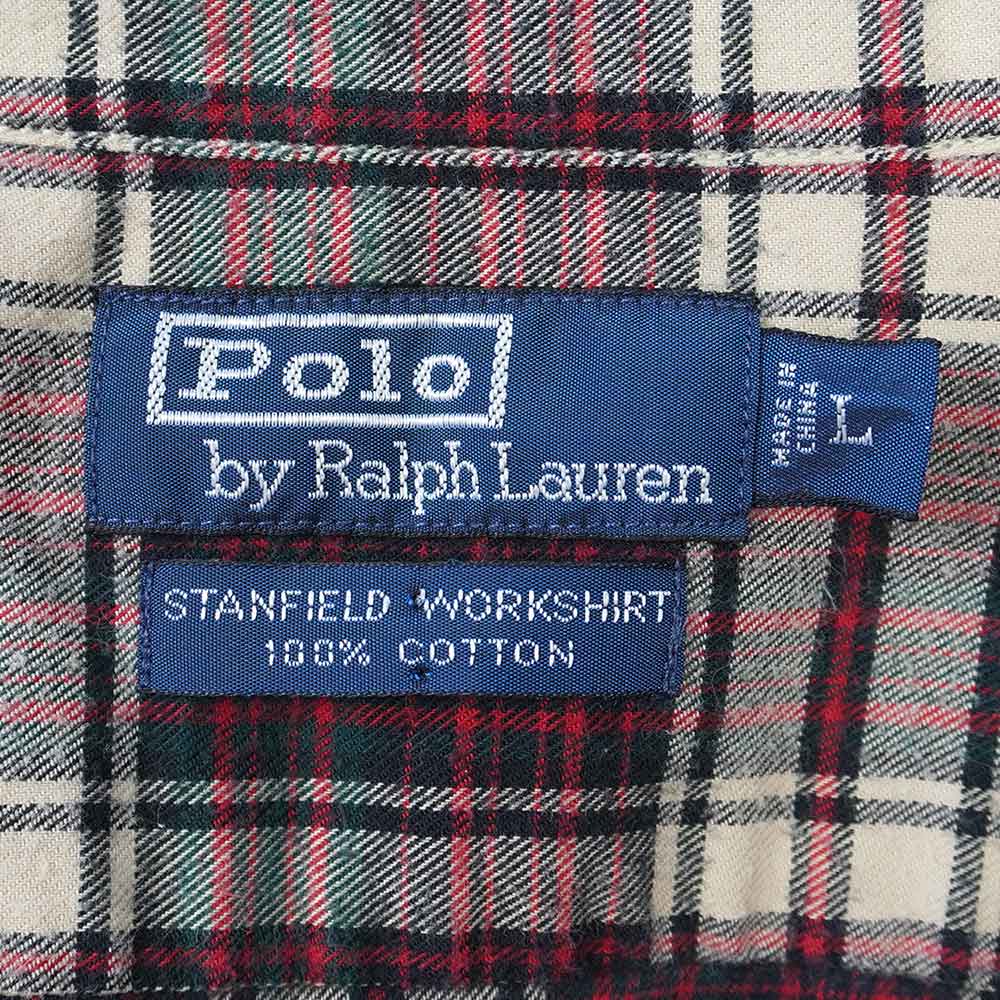 Polo
by Ralph Lauren
MADE IN
CHINA
L
STANFIELD WORKSHIRT
100% COTTON